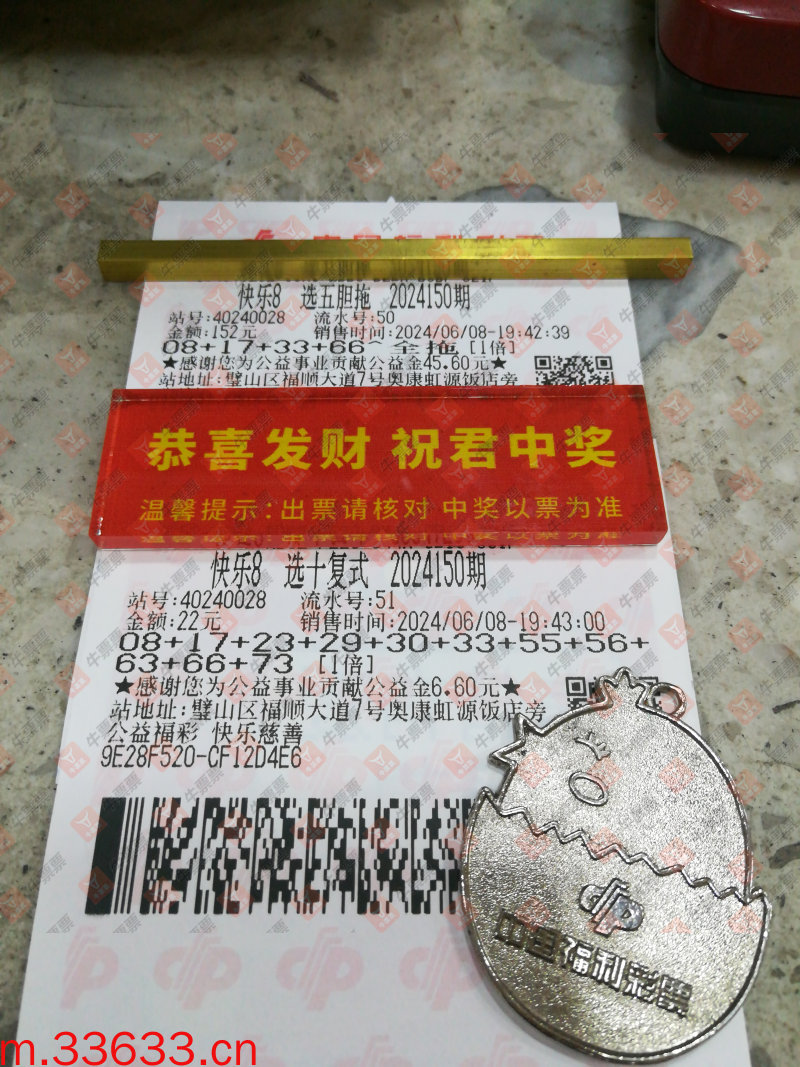 快乐8 选五胆拖 2024150期
站号:40240028 流水号:50
金额:152元 销售时间:2024/06/08-19:42:39
08+17+33+66 全拖[1倍]
★感谢您为公益事业贡献公益金45.60元★
站地址:璧山区福顺大道7号奥康虹源饭店旁
恭喜发财 祝君中奖
温馨提示:出票请核对 中奖以票为准
快乐8 选十复式 2024150期
站号:40240028 流水号:51
金额:22元 销售时间:2024/06/08-19:43:00
08+17+23+29+30+33+55+56+
63+66+73 [1倍]
★感谢您为公益事业贡献公益金6.60元★
站地址:璧山区福顺大道7号奥康虹源饭店旁
公益福彩 快乐慈善
9E28F520-CF12D4E6
中国福利彩票
牛票票
m.33633.cn